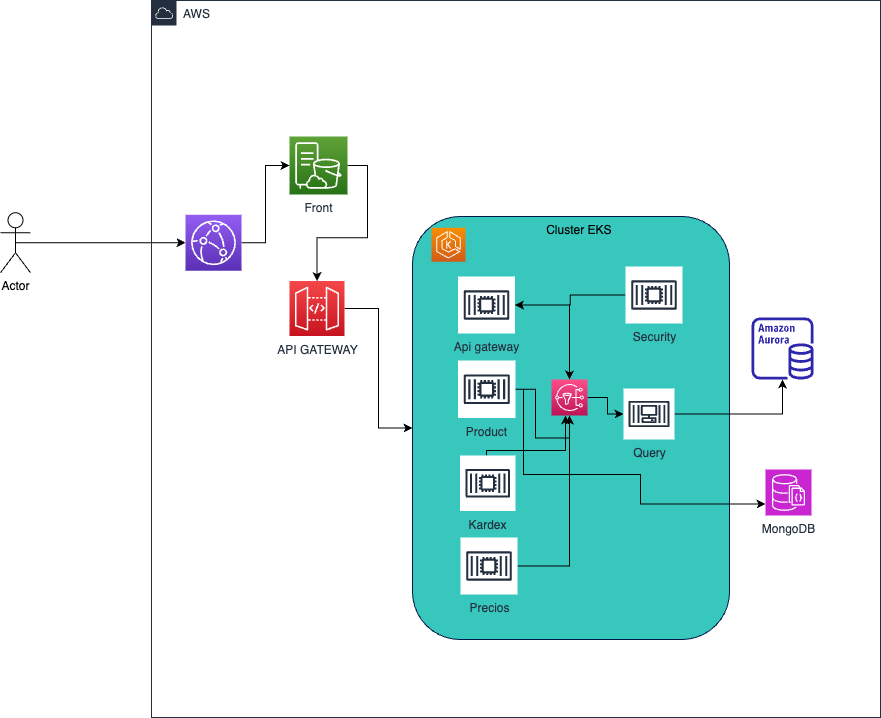 AWS
Front
Actor
API GATEWAY
Cluster EKS
K
</>
Api gateway
Security
Product
Query
Kardex
Precios
Amazon
Aurora
{}
MongoDB